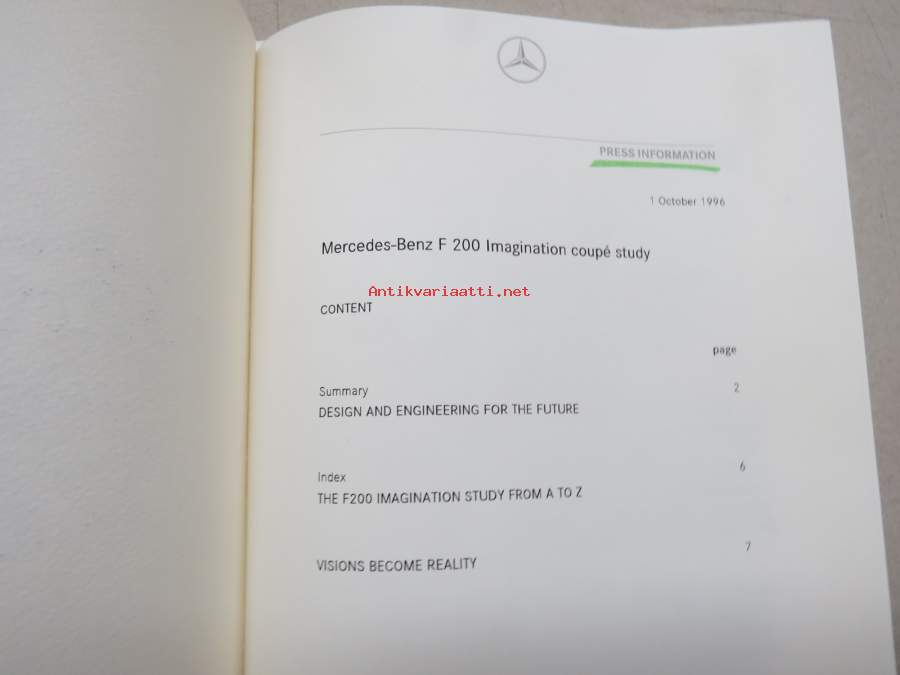 PRESS INFORMATION
1 October 1996
Mercedes-Benz F 200 Imagination coupé study
Antikvariaatti.net
CONTENT
page
Summary 2
DESIGN AND ENGINEERING FOR THE FUTURE
Index 6
THE F200 IMAGINATION STUDY FROM A TO Z
VISIONS BECOME REALITY 7